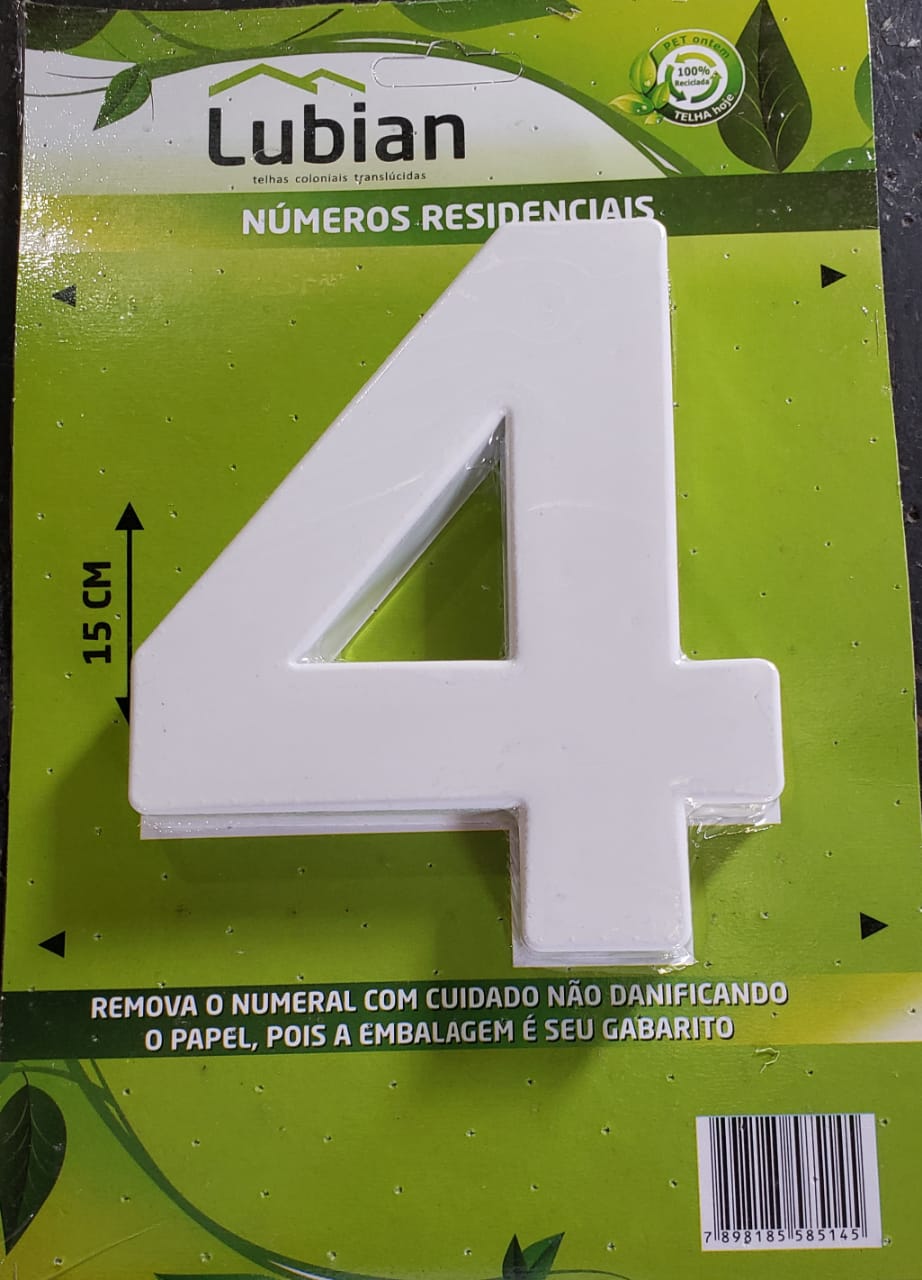 PET ontem
100%
Reciclada
TELHA hoje
Lubian
telhas coloniais translúcidas
NÚMEROS RESIDENCIAIS
4
15 CM
REMOVA O NUMERAL COM CUIDADO NÃO DANIFICANDO
O PAPEL, POIS A EMBALAGEM É SEU GABARITO
7 898185 585145